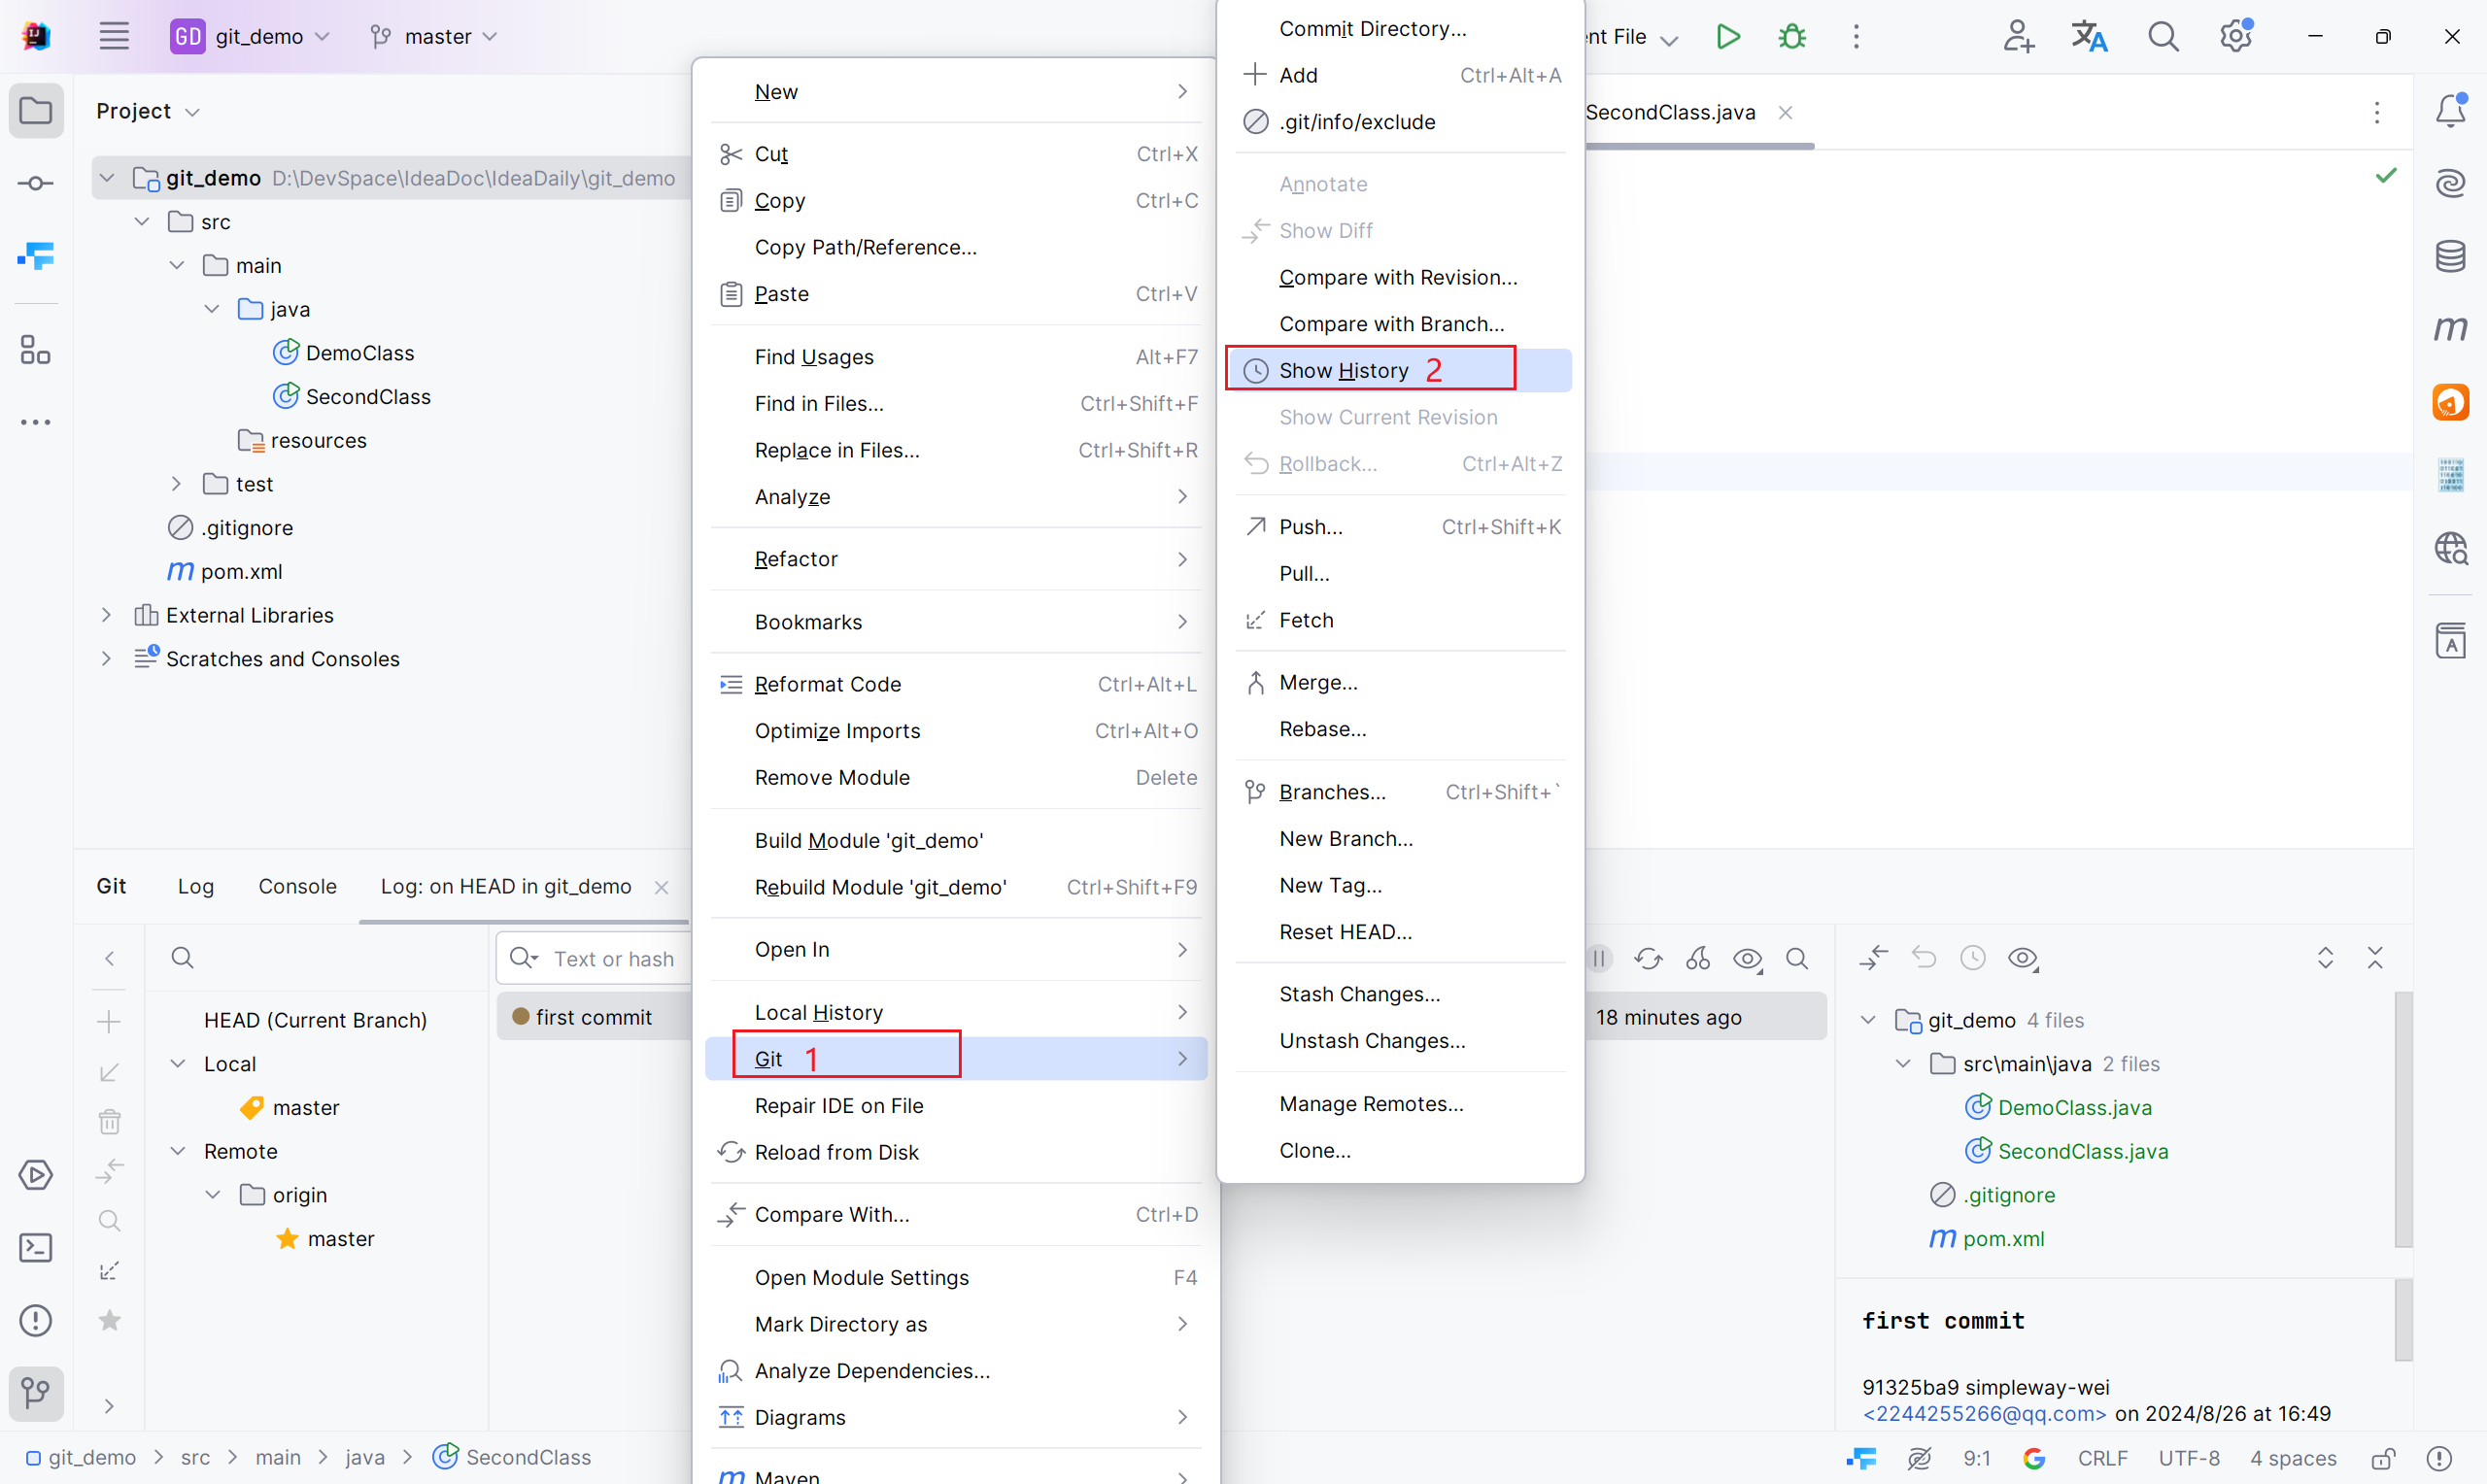 GD git_demo
master
nt File
Project
git_demo D:\DevSpace\IdeaDoc\IdeaDaily\git_demo
src
main
java
DemoClass
SecondClass
resources
test
.gitignore
m pom.xml
External Libraries
Scratches and Consoles
New
Cut Ctrl+X
Copy Ctrl+C
Copy Path/Reference...
Paste Ctrl+V
Find Usages Alt+F7
Find in Files... Ctrl+Shift+F
Replace in Files... Ctrl+Shift+R
Analyze
Refactor
Bookmarks
Reformat Code Ctrl+Alt+L
Optimize Imports Ctrl+Alt+O
Remove Module Delete
Build Module 'git_demo'
Rebuild Module 'git_demo' Ctrl+Shift+F9
Open In
Local History
Git 1
Repair IDE on File
Reload from Disk
Compare With... Ctrl+D
Open Module Settings F4
Mark Directory as
Analyze Dependencies...
Diagrams
m Maven
Commit Directory...
Add Ctrl+Alt+A
.git/info/exclude
Annotate
Show Diff
Compare with Revision...
Compare with Branch...
Show History 2
Show Current Revision
Rollback... Ctrl+Alt+Z
Push... Ctrl+Shift+K
Pull...
Fetch
Merge...
Rebase...
Branches... Ctrl+Shift+`
New Branch...
New Tag...
Reset HEAD...
Stash Changes...
Unstash Changes...
Manage Remotes...
Clone...
SecondClass.java
m
Git Log Console Log: on HEAD in git_demo
Text or hash
HEAD (Current Branch)
Local
master
Remote
origin
master
first commit 18 minutes ago
git_demo 4 files
src\main\java 2 files
DemoClass.java
SecondClass.java
.gitignore
m pom.xml
first commit
91325ba9 simpleway-wei
<2244255266@qq.com> on 2024/8/26 at 16:49
git_demo > src > main > java > SecondClass
9:1 CRLF UTF-8 4 spaces